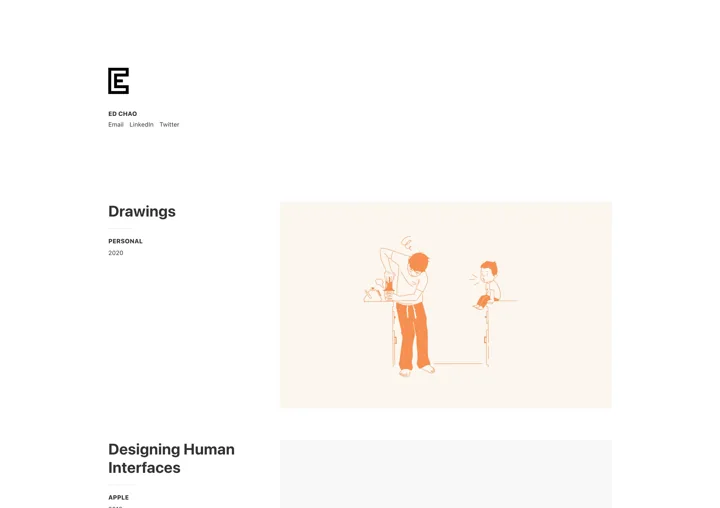 ED CHAO
Email LinkedIn Twitter
Drawings
PERSONAL
2020
Designing Human
Interfaces
APPLE